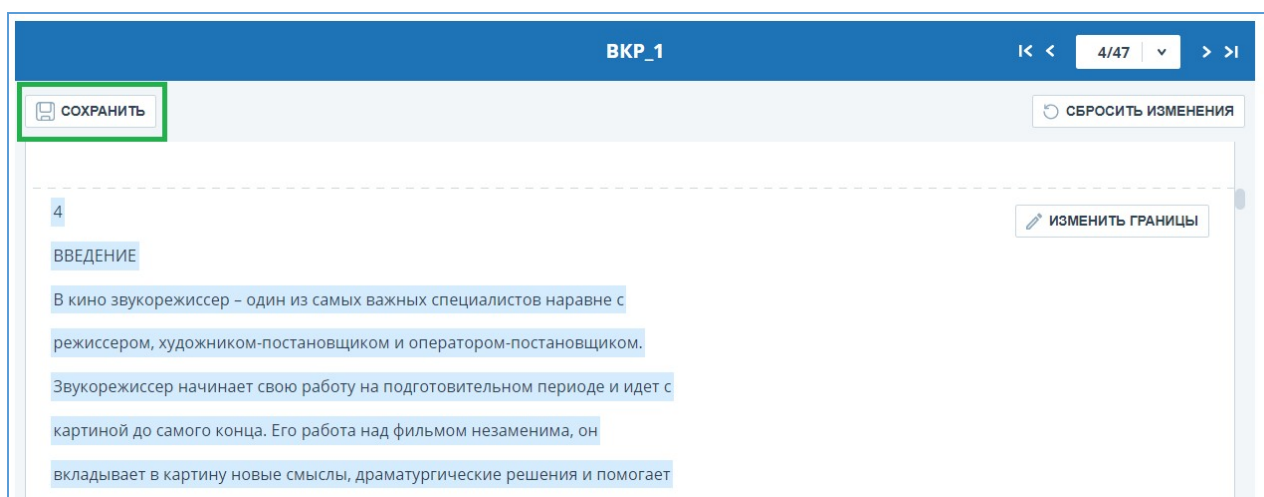 ВКР_1
4/47
СОХРАНИТЬ
СБРОСИТЬ ИЗМЕНЕНИЯ
4
ИЗМЕНИТЬ ГРАНИЦЫ
ВВЕДЕНИЕ
В кино звукорежиссер – один из самых важных специалистов наравне с
режиссером, художником-постановщиком и оператором-постановщиком.
Звукорежиссер начинает свою работу на подготовительном периоде и идет с
картиной до самого конца. Его работа над фильмом незаменима, он
вкладывает в картину новые смыслы, драматургические решения и помогает